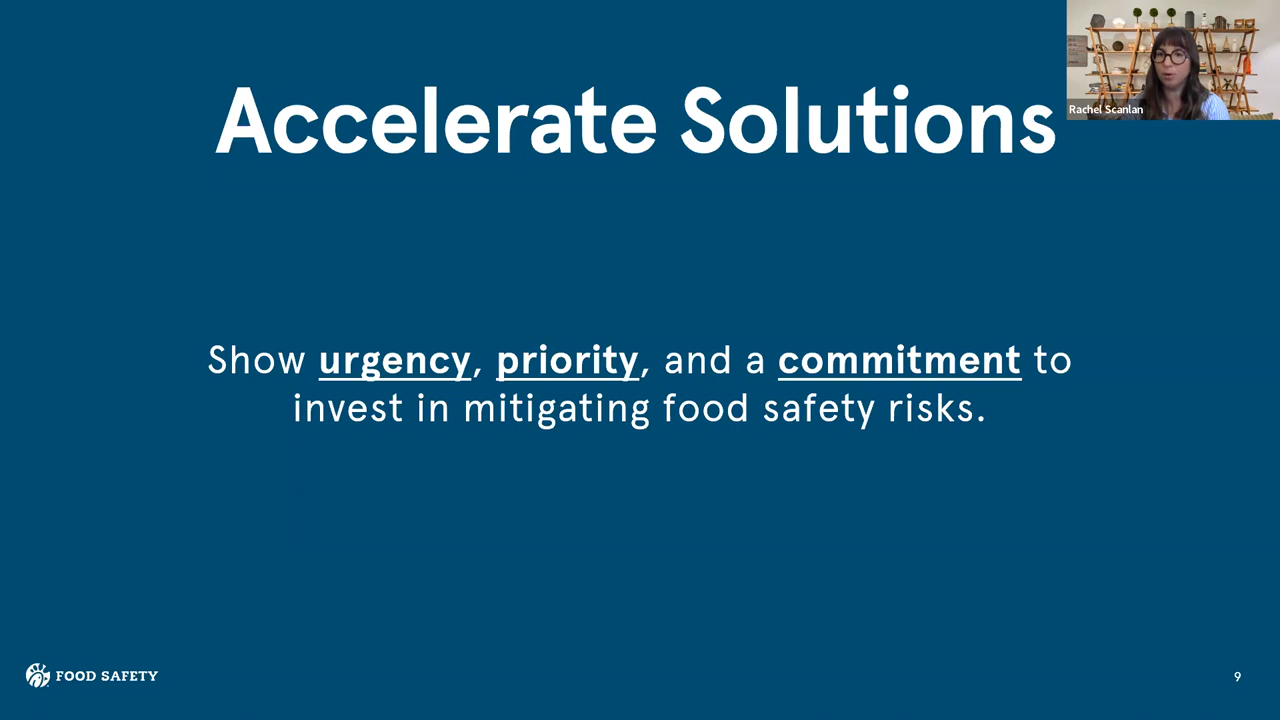 Accelerate Solutions
Rachel Scanlan
Show urgency, priority, and a commitment to
invest in mitigating food safety risks.
FOOD SAFETY
9